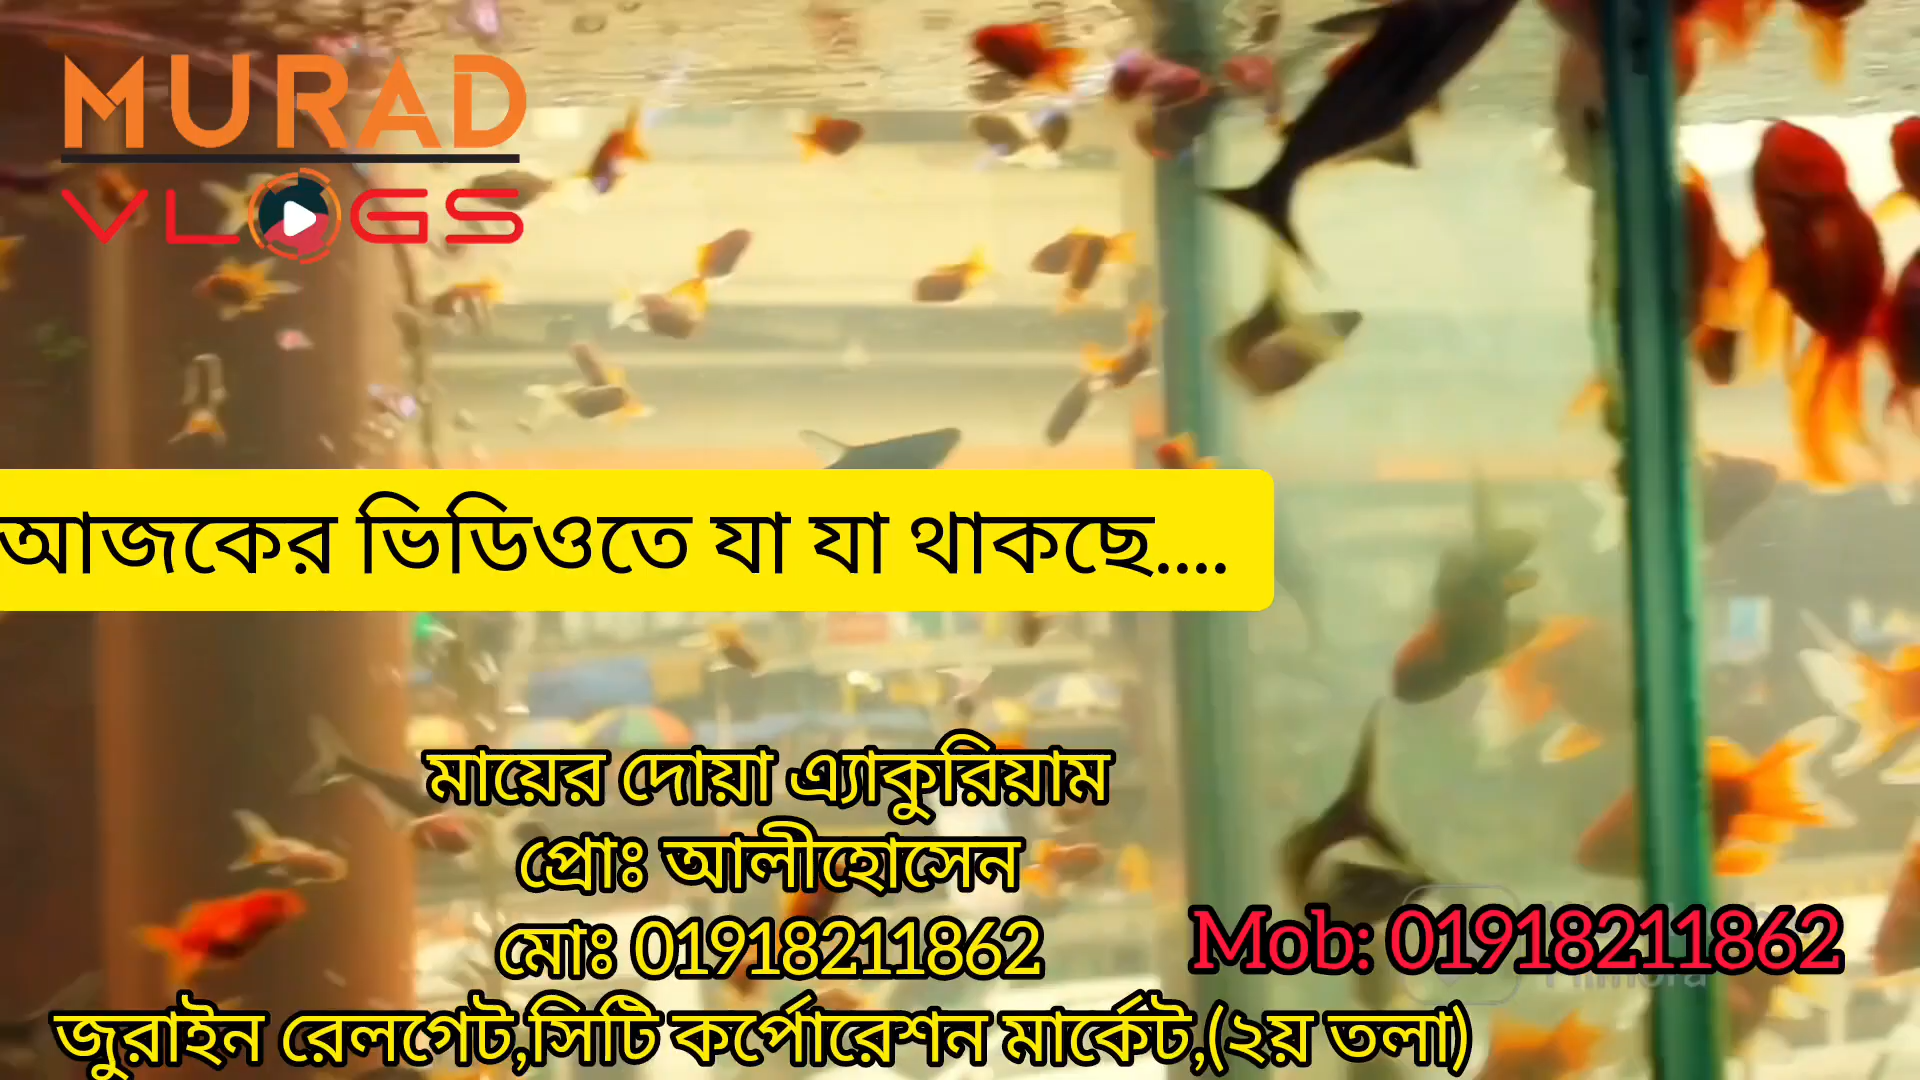 MURAD
VLOGS
আজকের ভিডিওতে যা যা থাকছে....
মায়ের দোয়া এ্যাকুরিয়াম
প্রোঃ আলীহোসেন
মোঃ 01918211862
Mob: 01918211862
জুরাইন রেলগেট,সিটি কর্পোরেশন মার্কেট,(২য় তলা)